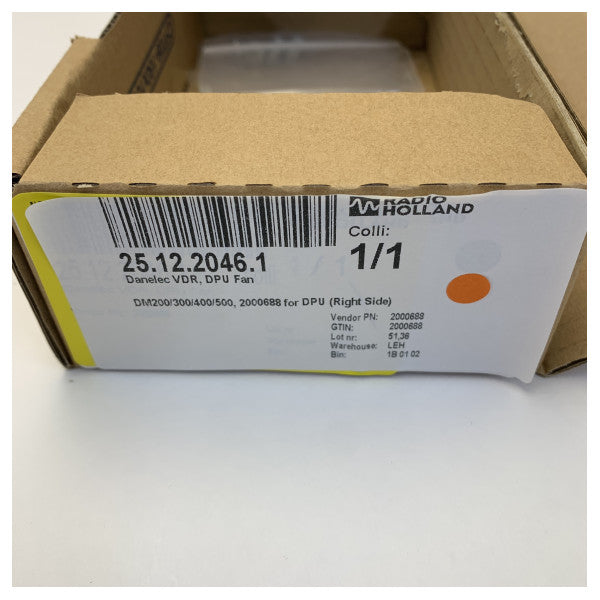 RADIO
HOLLAND
Colli:
1/1
25.12.2046.1
Danelec VDR, DPU Fan
DM200/300/400/500, 2000688 for DPU (Right Side)
Vendor PN: 2000688
GTIN: 2000688
Lot nr: 51,36
Warehouse: LEH
Bin: 1B 01 02